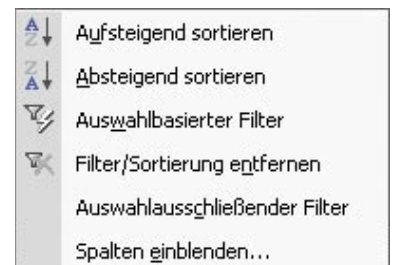 Aufsteigend sortieren
Absteigend sortieren
Auswahlbasierter Filter
Filter/Sortierung entfernen
Auswahlausschließender Filter
Spalten einblenden...